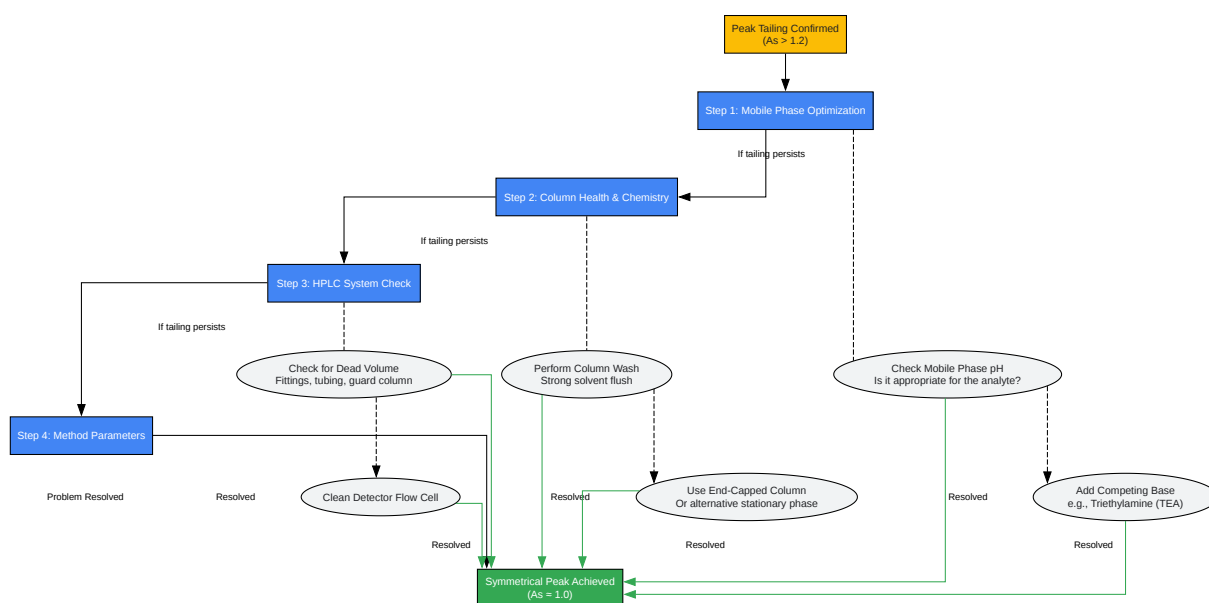 Peak Tailing Confirmed
(As > 1.2)
Step 1: Mobile Phase Optimization
If tailing persists
Step 2: Column Health & Chemistry
If tailing persists
Step 3: HPLC System Check
If tailing persists
Check for Dead Volume
Fittings, tubing, guard column
Perform Column Wash
Strong solvent flush
Check Mobile Phase pH
Is it appropriate for the analyte?
Step 4: Method Parameters
Problem Resolved
Resolved
Clean Detector Flow Cell
Resolved
Use End-Capped Column
Or alternative stationary phase
Resolved
Add Competing Base
e.g., Triethylamine (TEA)
Resolved
Resolved
Resolved
Symmetrical Peak Achieved
(As ≈ 1.0)